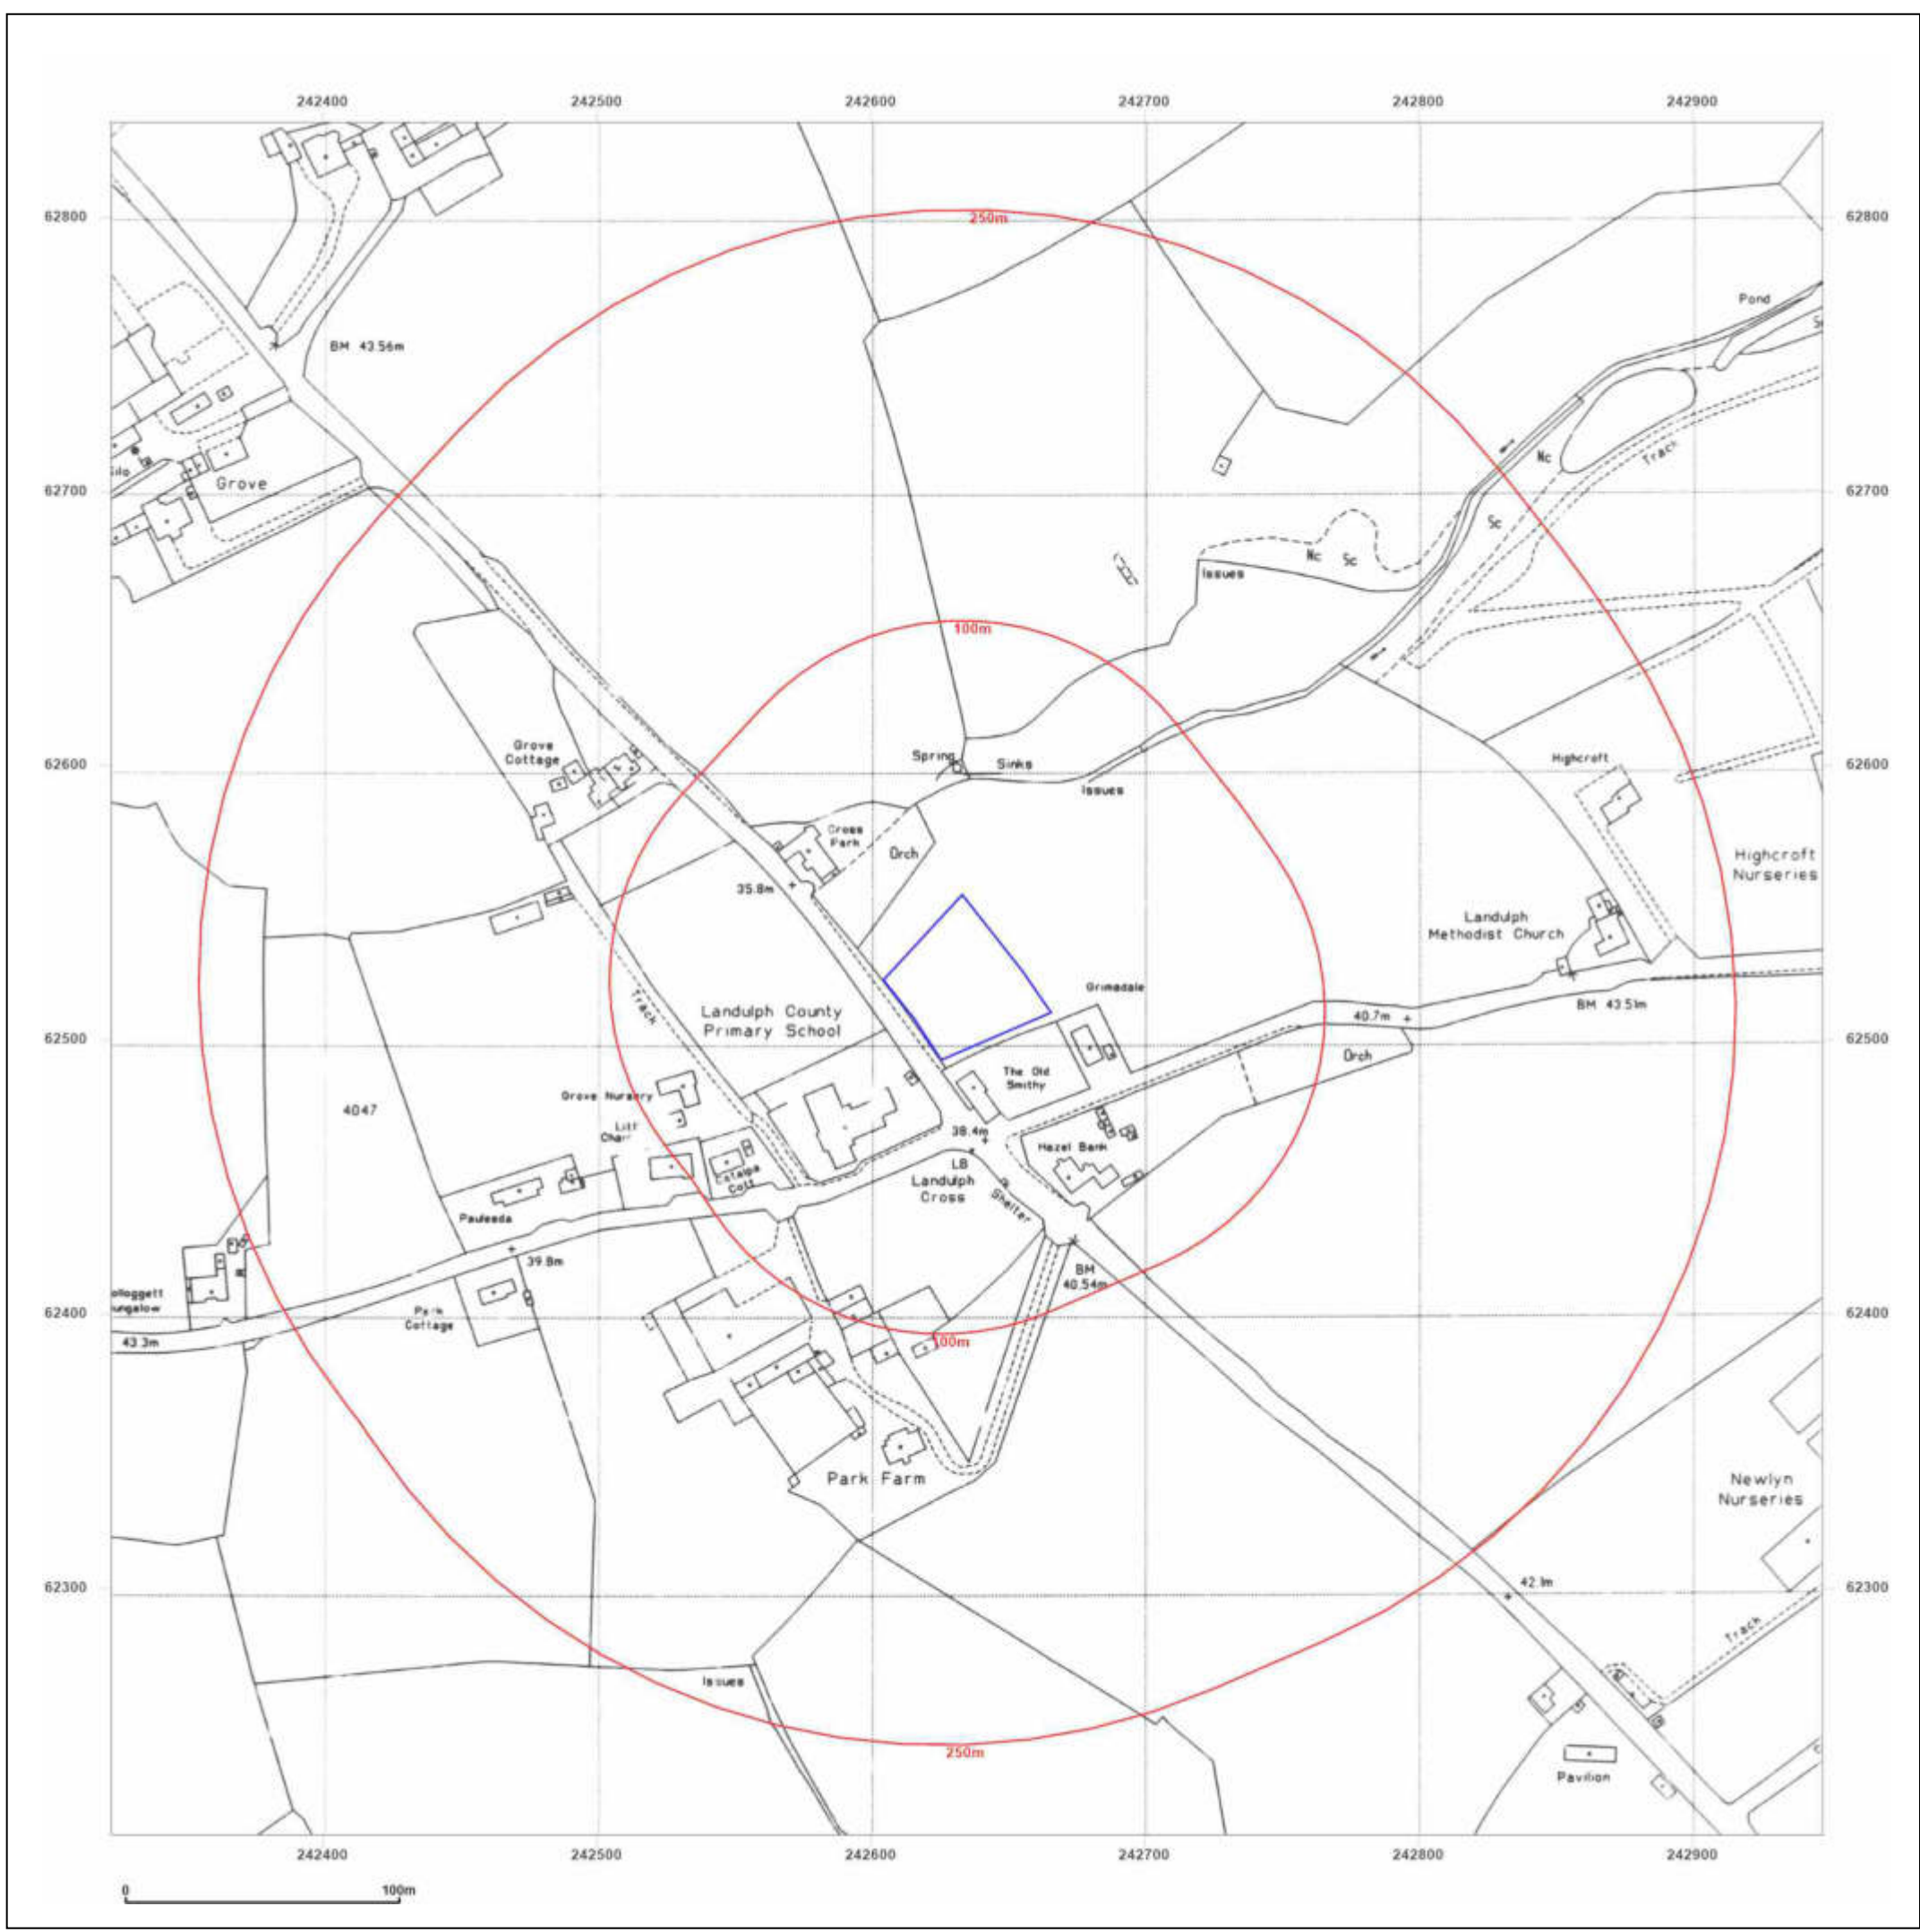 242400 242500 242600 242700 242800 242900
62800 250m 62800
Pond
BM 43.56m
Nc
Track
Grove
62700 62700
Sc
Nc Sc
Issues
100m
Grove
Cottage
Spring
Sinks
Highcroft
62600 62600
Issues
Cross
Park
Orch
Highcroft
Nurseries
35.8m
Landulph
Methodist Church
Grimadale
Track
Landulph County
Primary School
40.7m
BM 43.51m
62500 62500
Orch
The Old
Smithy
Grove Nursery
4047
38.4m
Hazel Bank
LB
Landulph
Cross
Cott
Shelter
Pauleada
39.8m
BM
40.54m
Park
Cottage
62400 62400
43.3m
100m
Park Farm
Newlyn
Nurseries
62300 62300
42.1m
Track
Issues
250m
Pavilion
242400 242500 242600 242700 242800 242900
0 100m